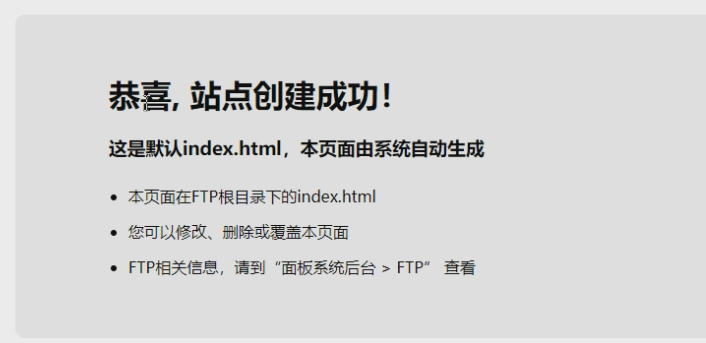 恭喜, 站点创建成功！
这是默认index.html，本页面由系统自动生成
本页面在FTP根目录下的index.html
您可以修改、删除或覆盖本页面
FTP相关信息，请到“面板系统后台 > FTP” 查看